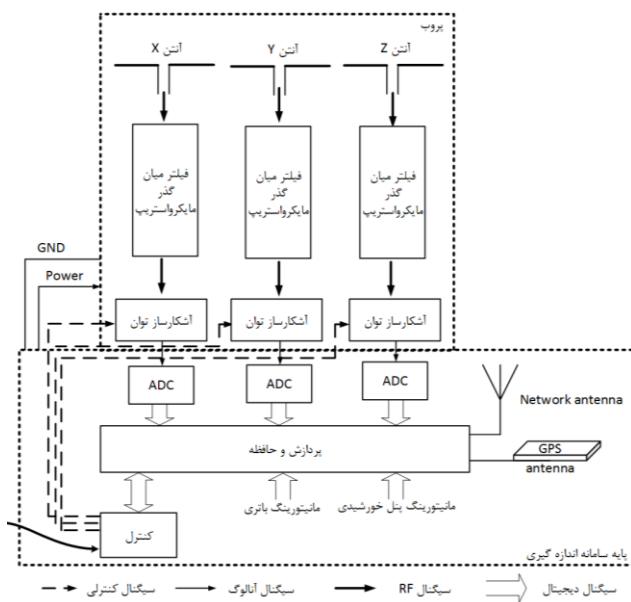 پروب
آنتن X
آنتن Y
آنتن Z
فیلتر میان
گذر
مایکرواستریپ
فیلتر میان
گذر
مایکرواستریپ
فیلتر میان
گذر
مایکرواستریپ
GND
Power
آشکارساز توان
آشکارساز توان
آشکارساز توان
ADC
ADC
ADC
Network antenna
پردازش و حافظه
GPS
antenna
مانیتورینگ باتری
مانیتورینگ پنل خورشیدی
کنترل
پایه سامانه اندازه گیری
سیگنال دیجیتال
سیگنال RF
سیگنال آنالوگ
سیگنال کنترلی